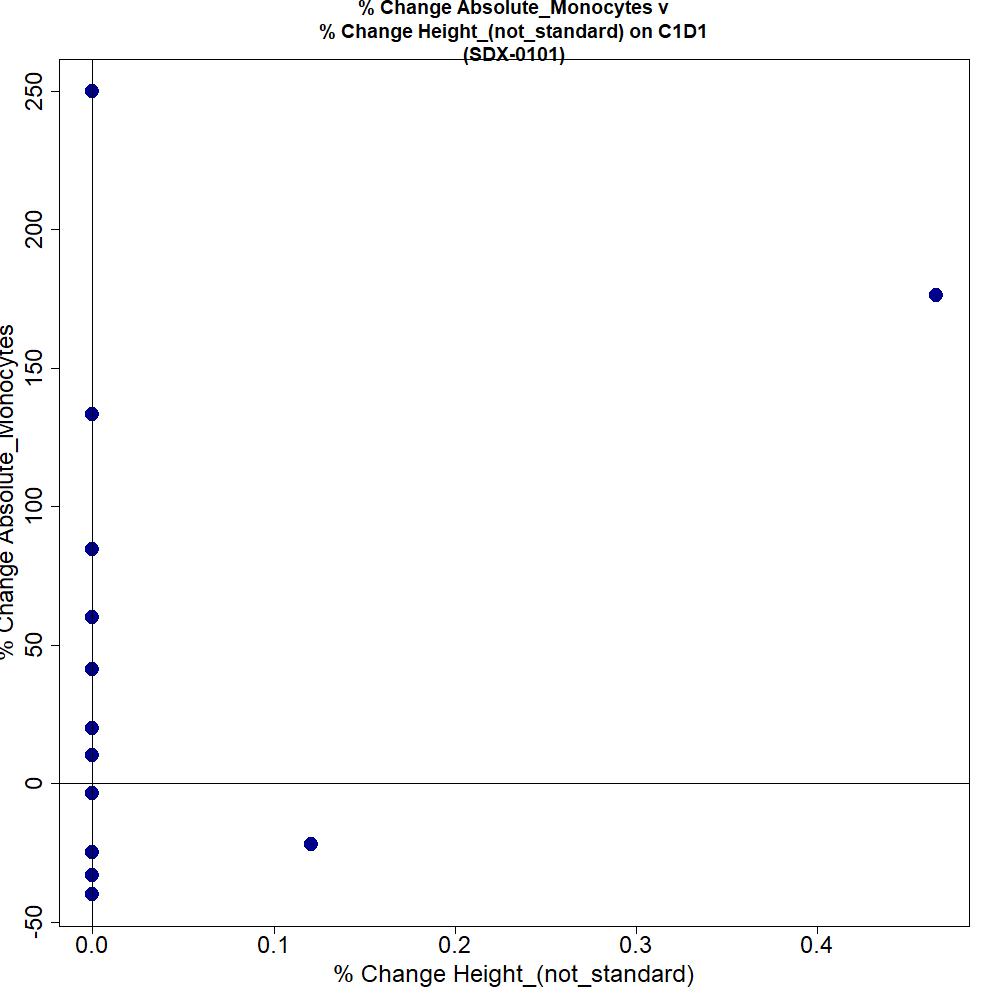 % Change Absolute_Monocytes v
% Change Height_(not_standard) on C1D1
(SDX-0101)
% Change Absolute_Monocytes
250
200
150
100
50
0
-50
0.0
0.1
0.2
0.3
0.4
% Change Height_(not_standard)